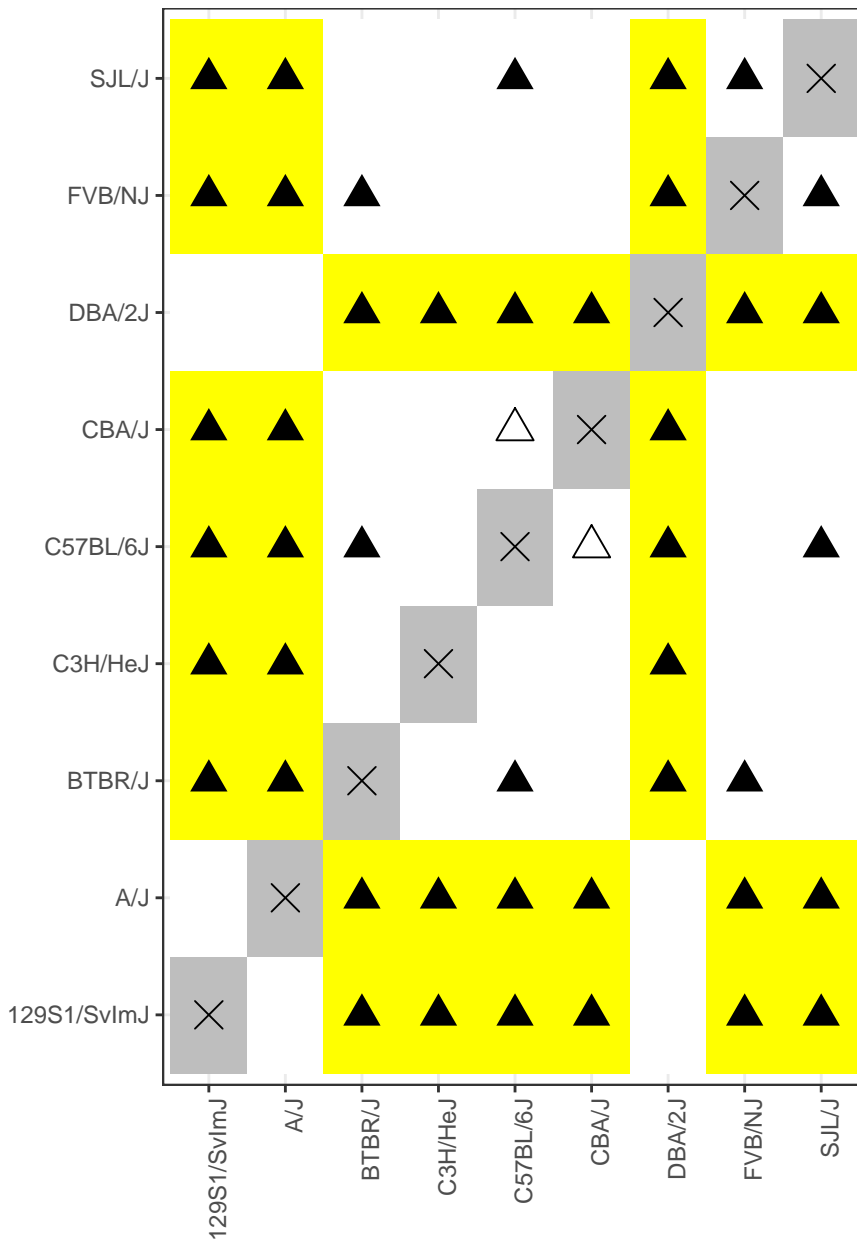 SJL/J
FVB/NJ
DBA/2J
CBA/J
C57BL/6J
C3H/HeJ
BTBR/J
A/J
129S1/SvImJ
129S1/SvImJ
A/J
BTBR/J
C3H/HeJ
C57BL/6J
CBA/J
DBA/2J
FVB/NJ
SJL/J